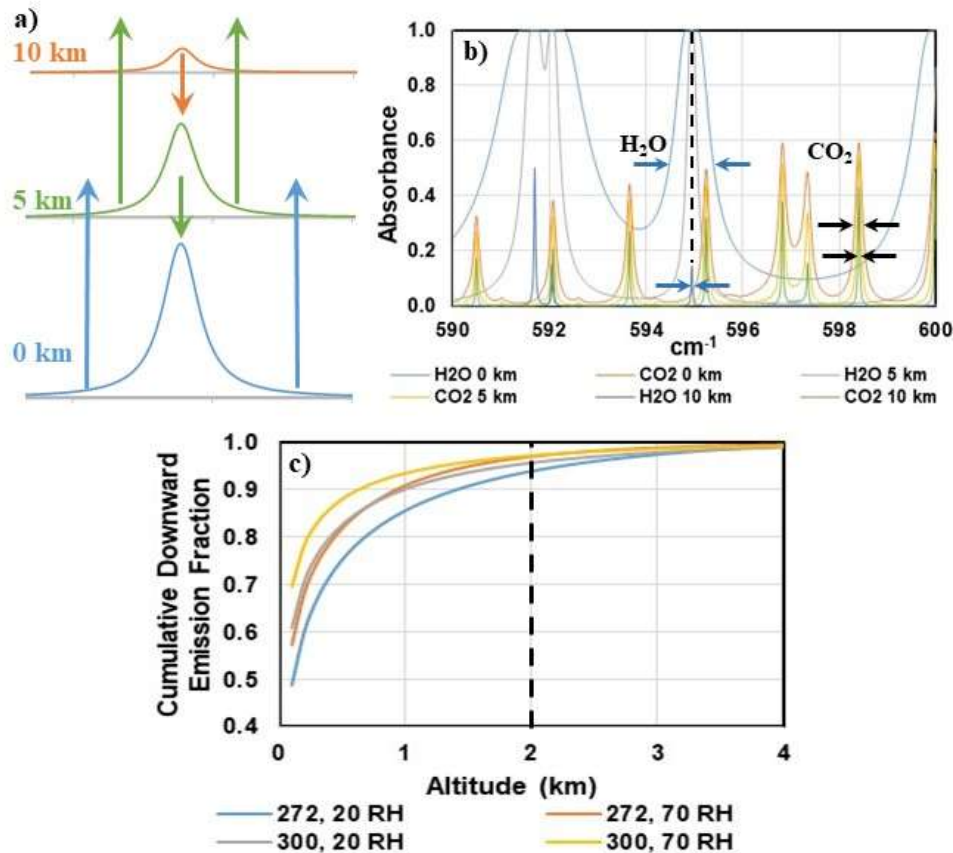 a)
10 km
5 km
0 km
b)
Absorbance
1.0
0.8
0.6
0.4
0.2
0.0
H2O
CO2
590 592 594 596 598 600
cm-1
H2O 0 km CO2 0 km H2O 5 km
CO2 5 km H2O 10 km CO2 10 km
c)
Cumulative Downward
Emission Fraction
1.0
0.9
0.8
0.7
0.6
0.5
0.4
0 1 2 3 4
Altitude (km)
272, 20 RH 272, 70 RH
300, 20 RH 300, 70 RH